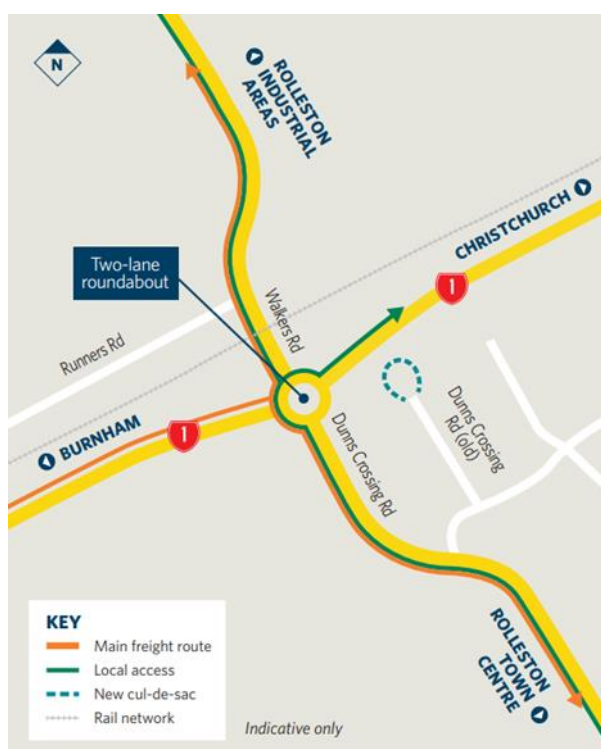 N
ROLLESTON
INDUSTRIAL
AREAS
CHRISTCHURCH
1
Two-lane
roundabout
Walkers Rd
Runners Rd
Dunns Crossing
Rd (old)
Dunns Crossing Rd
1
BURNHAM
ROLLESTON
TOWN
CENTRE
KEY
Main freight route
Local access
New cul-de-sac
Rail network
Indicative only